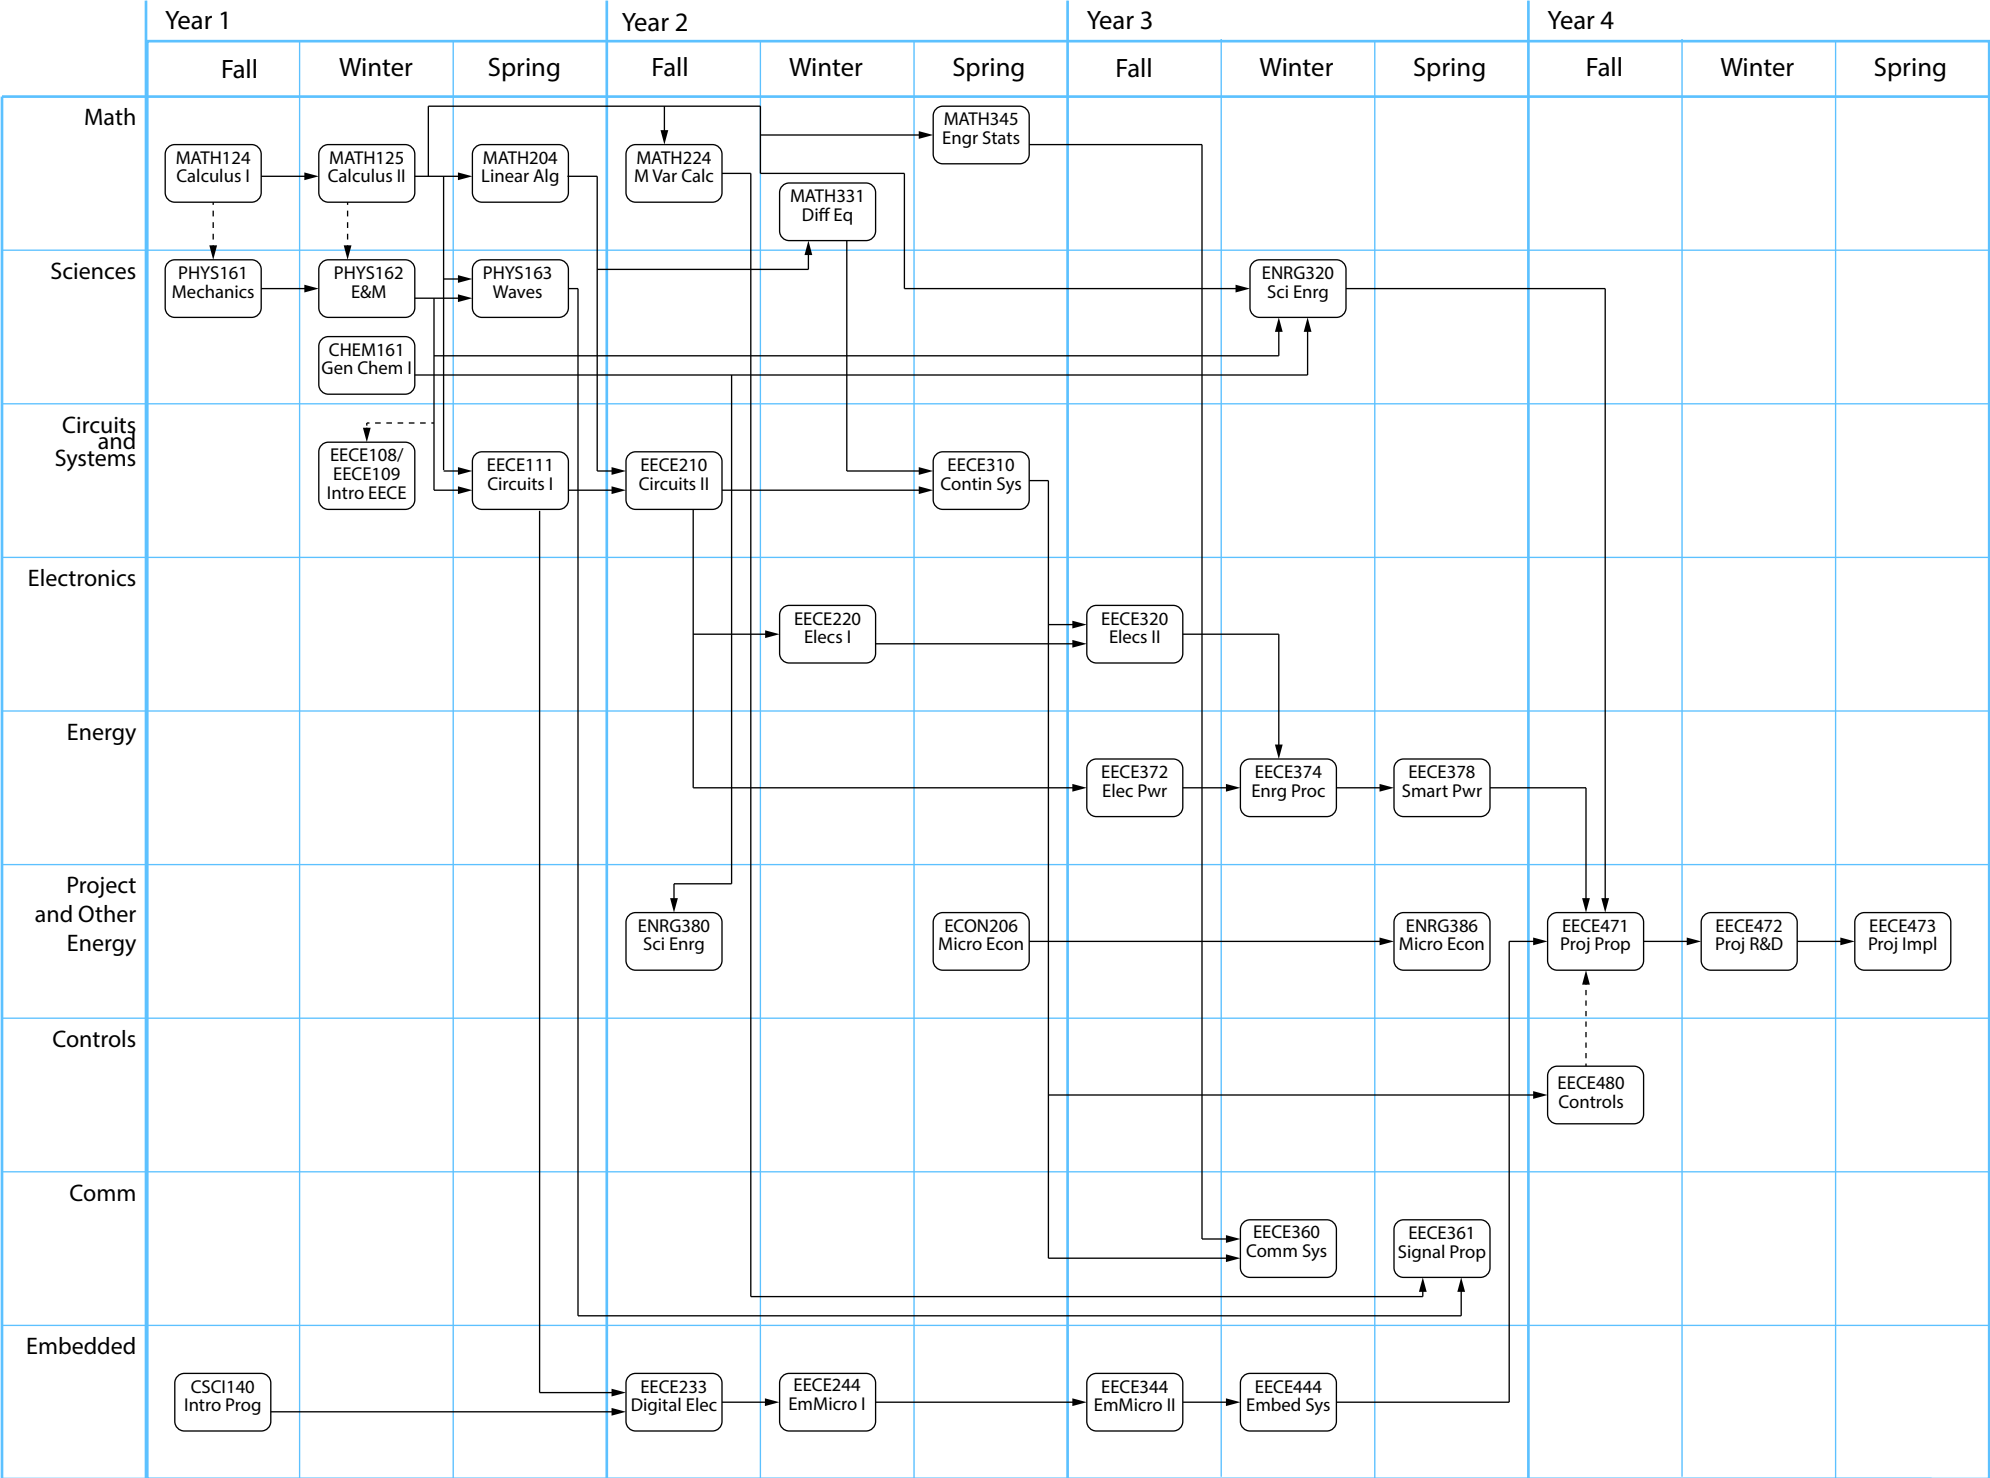 Year 1
Year 2
Year 3
Year 4
Fall
Winter
Spring
Fall
Winter
Spring
Fall
Winter
Spring
Fall
Winter
Spring
Math
MATH124
Calculus I
MATH125
Calculus II
MATH204
Linear Alg
MATH224
M Var Calc
MATH331
Diff Eq
MATH345
Engr Stats
Sciences
PHYS161
Mechanics
PHYS162
E&M
PHYS163
Waves
ENRG320
Sci Enrg
CHEM161
Gen Chem I
Circuits
and
Systems
EECE108/
EECE109
Intro EECE
EECE111
Circuits I
EECE210
Circuits II
EECE310
Contin Sys
Electronics
EECE220
Elecs I
EECE320
Elecs II
Energy
EECE372
Elec Pwr
EECE374
Enrg Proc
EECE378
Smart Pwr
Project
and Other
Energy
ENRG380
Sci Enrg
ECON206
Micro Econ
ENRG386
Micro Econ
EECE471
Proj Prop
EECE472
Proj R&D
EECE473
Proj Impl
Controls
EECE480
Controls
Comm
EECE360
Comm Sys
EECE361
Signal Prop
Embedded
CSCI140
Intro Prog
EECE233
Digital Elec
EECE244
EmMicro I
EECE344
EmMicro II
EECE444
Embed Sys